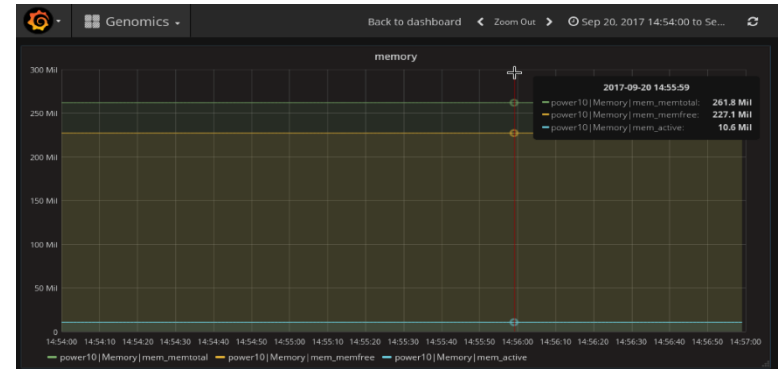 Genomics
Back to dashboard Zoom Out Sep 20, 2017 14:54:00 to Se...
memory
300 Mil
2017-09-20 14:55:59
power10|Memory|mem_memtotal: 261.8 Mil
250 Mil
power10|Memory|mem_memfree: 227.1 Mil
power10|Memory|mem_active: 10.6 Mil
200 Mil
150 Mil
100 Mil
50 Mil
0
14:54:00 14:54:10 14:54:20 14:54:30 14:54:40 14:54:50 14:55:00 14:55:10 14:55:20 14:55:30 14:55:40 14:55:50 14:56:00 14:56:10 14:56:20 14:56:30 14:56:40 14:56:50 14:57:00
power10|Memory|mem_memtotal power10|Memory|mem_memfree power10|Memory|mem_active